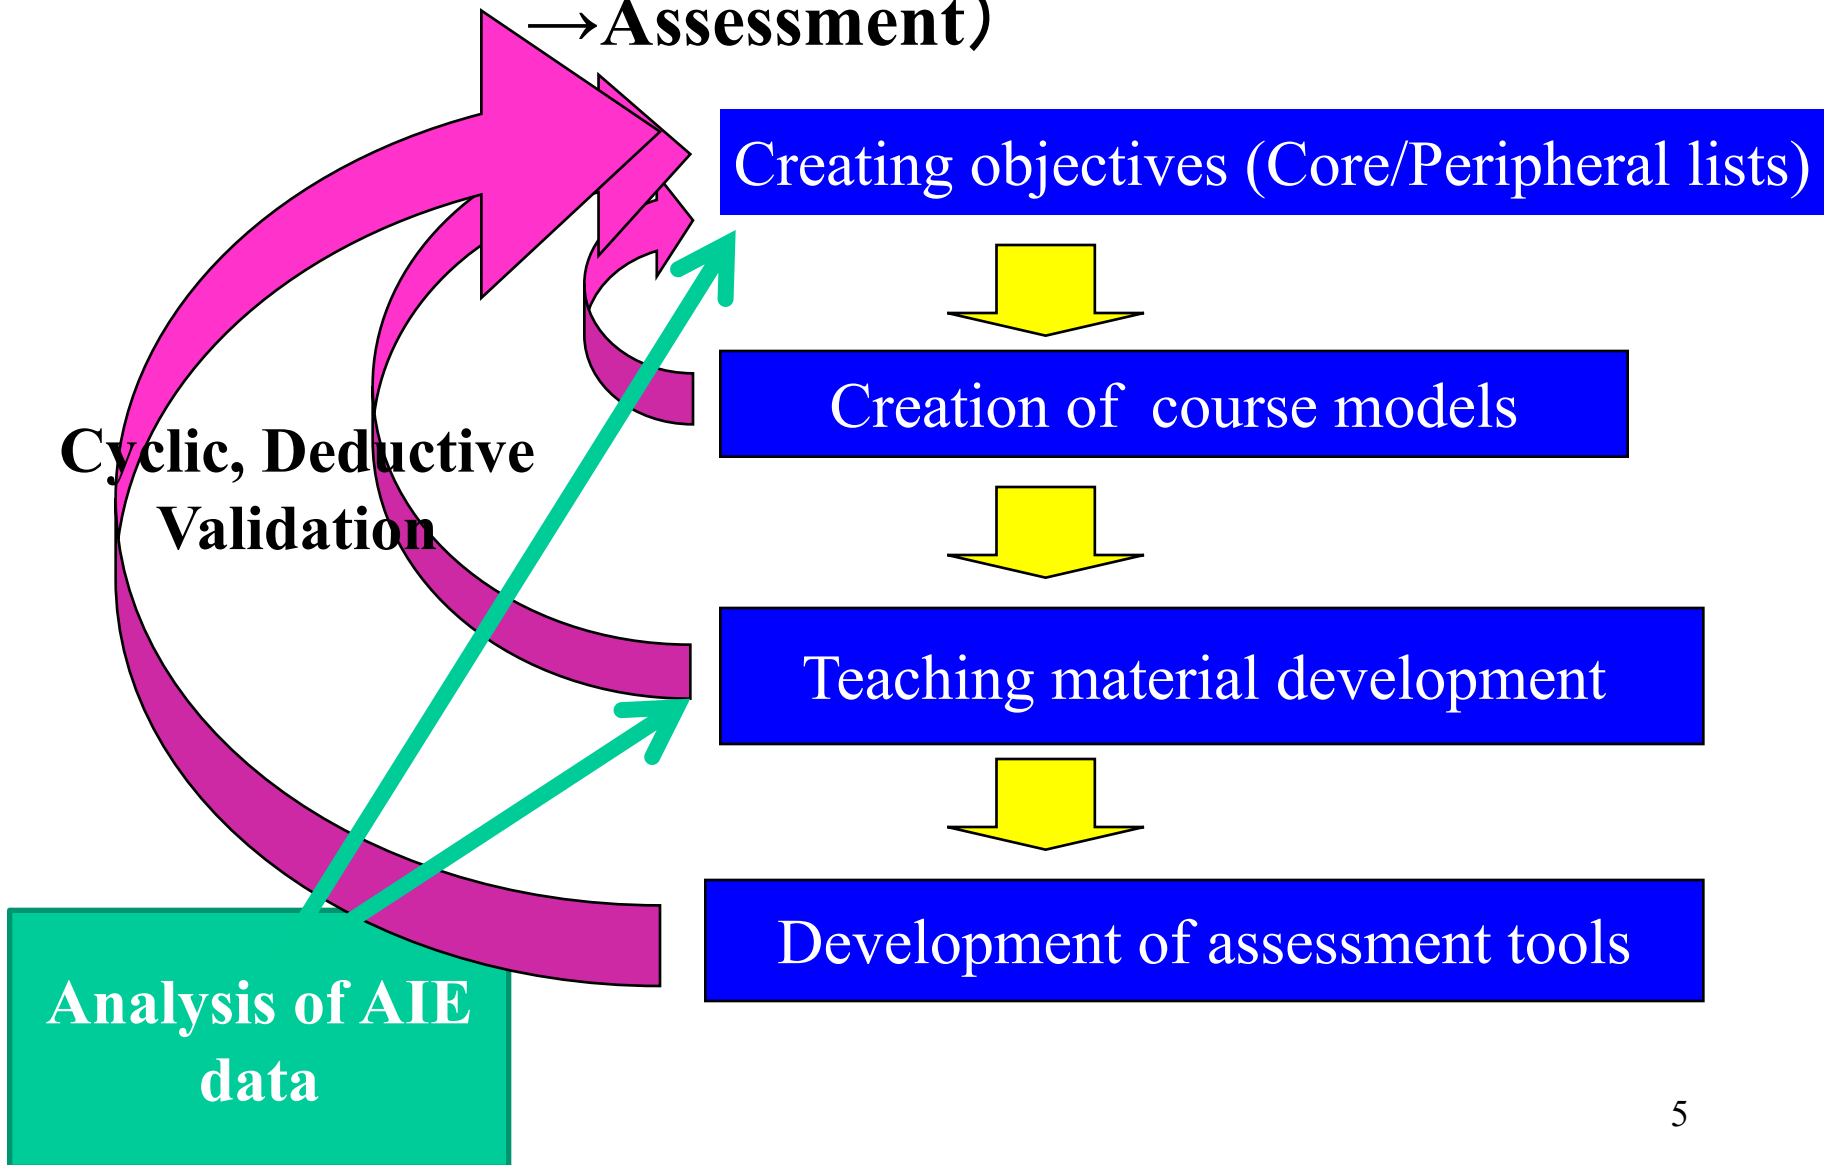 →Assessment）
Creating objectives (Core/Peripheral lists)
Creation of  course models
Cyclic, Deductive
Validation
Teaching material development
Development of assessment tools
Analysis of AIE
data
5